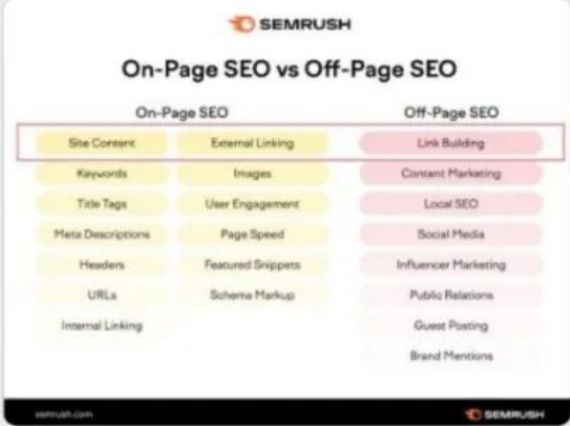 SEMRUSH
On-Page SEO vs Off-Page SEO
On-Page SEO Off-Page SEO
Site Content External Linking Link Building
Keywords Images Content Marketing
Title Tags User Engagement Local SEO
Meta Descriptions Page Speed Social Media
Headers Featured Snippets Influencer Marketing
URLs Schema Markup Public Relations
Internal Linking Guest Posting
Brand Mentions
semrush.com SEMRUSH